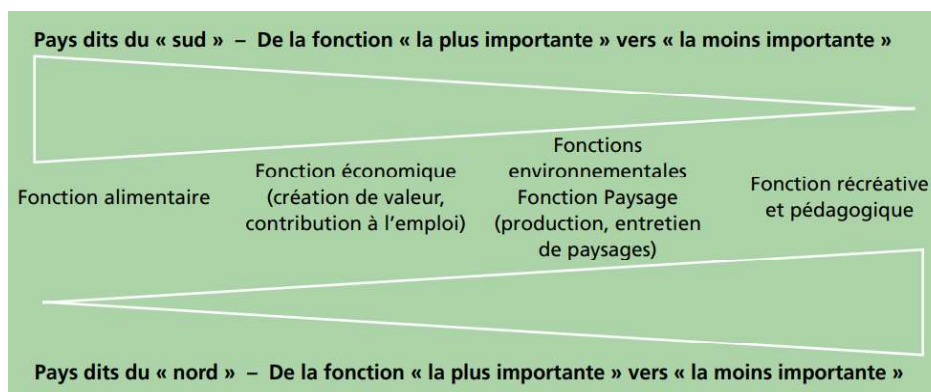 Pays dits du « sud » – De la fonction « la plus importante » vers « la moins importante »
Fonction alimentaire
Fonction économique
(création de valeur,
contribution à l’emploi)
Fonctions
environnementales
Fonction Paysage
(production, entretien
de paysages)
Fonction récréative
et pédagogique
Pays dits du « nord » – De la fonction « la plus importante » vers « la moins importante »